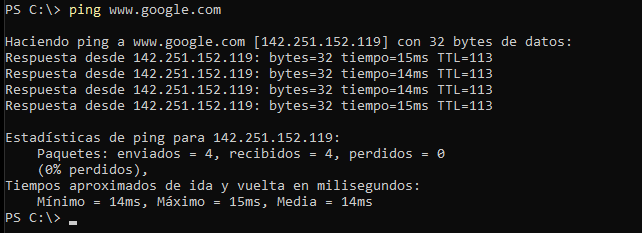 PS C:\> ping www.google.com
Haciendo ping a www.google.com [142.251.152.119] con 32 bytes de datos:
Respuesta desde 142.251.152.119: bytes=32 tiempo=15ms TTL=113
Respuesta desde 142.251.152.119: bytes=32 tiempo=14ms TTL=113
Respuesta desde 142.251.152.119: bytes=32 tiempo=14ms TTL=113
Respuesta desde 142.251.152.119: bytes=32 tiempo=15ms TTL=113
Estadísticas de ping para 142.251.152.119:
Paquetes: enviados = 4, recibidos = 4, perdidos = 0
(0% perdidos),
Tiempos aproximados de ida y vuelta en milisegundos:
Mínimo = 14ms, Máximo = 15ms, Media = 14ms
PS C:\>